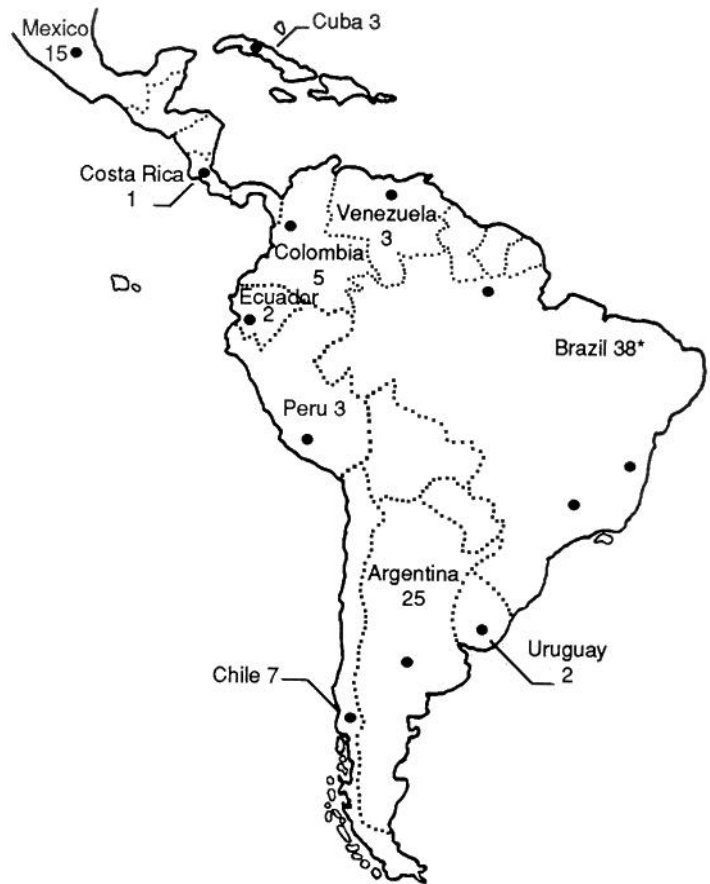 Mexico
15
Cuba 3
Costa Rica
1
Venezuela
3
Colombia
5
Ecuador
2
Brazil 38*
Peru 3
Argentina
25
Uruguay
2
Chile 7